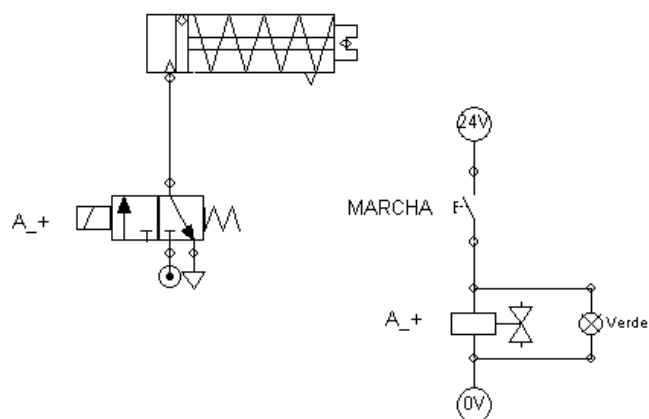 24V
MARCHA
A_+
A_+
Verde
0V